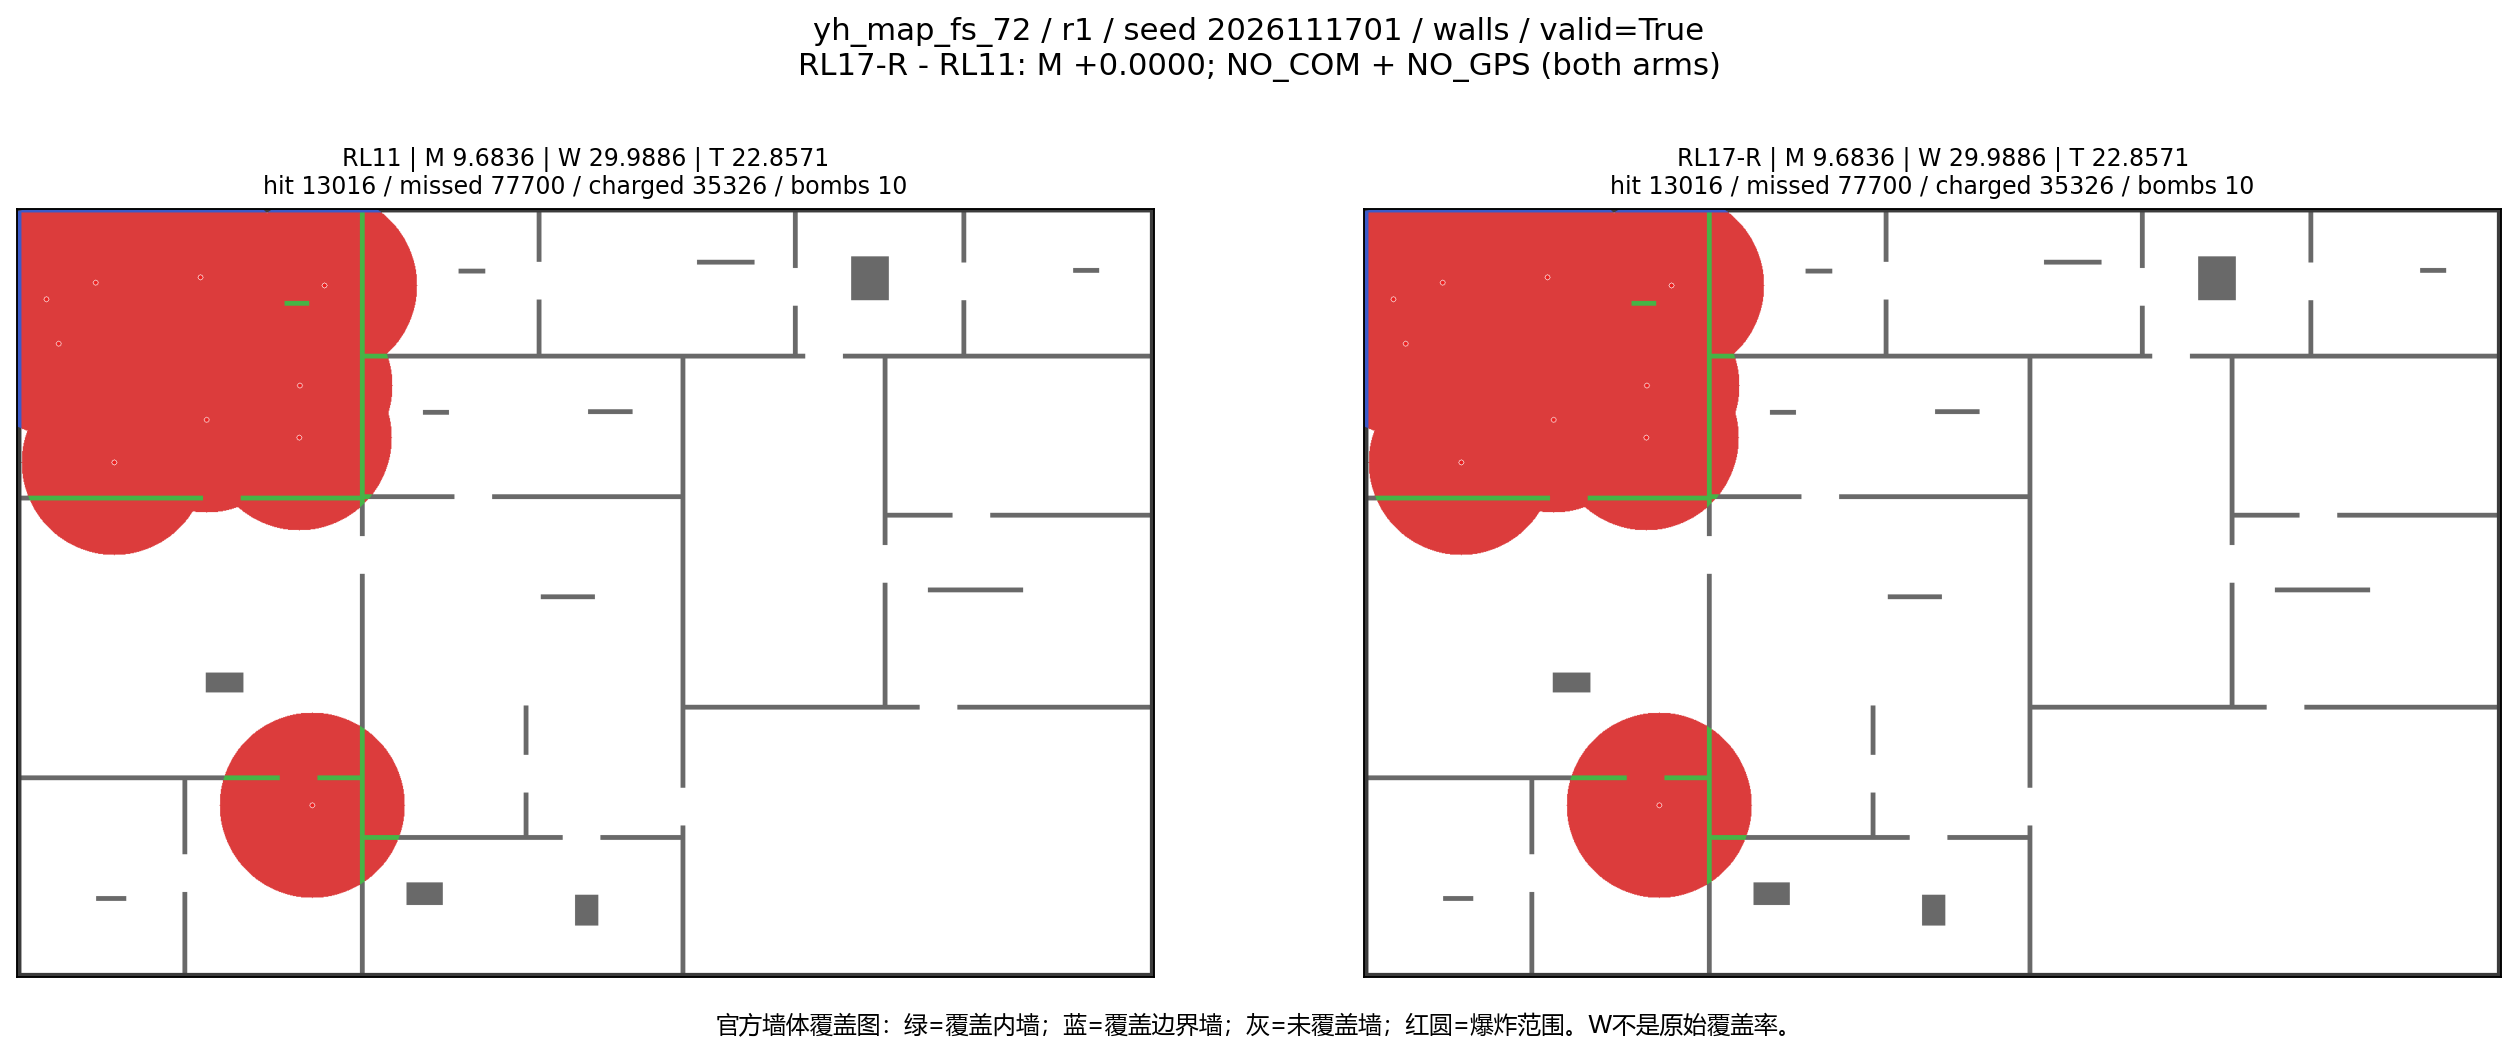 yh_map_fs_72 / r1 / seed 2026111701 / walls / valid=True
RL17-R - RL11: M +0.0000; NO_COM + NO_GPS (both arms)
RL11 | M 9.6836 | W 29.9886 | T 22.8571
hit 13016 / missed 77700 / charged 35326 / bombs 10
RL17-R | M 9.6836 | W 29.9886 | T 22.8571
hit 13016 / missed 77700 / charged 35326 / bombs 10
官方墙体覆盖图：绿=覆盖内墙；蓝=覆盖边界墙；灰=未覆盖墙；红圆=爆炸范围。W不是原始覆盖率。